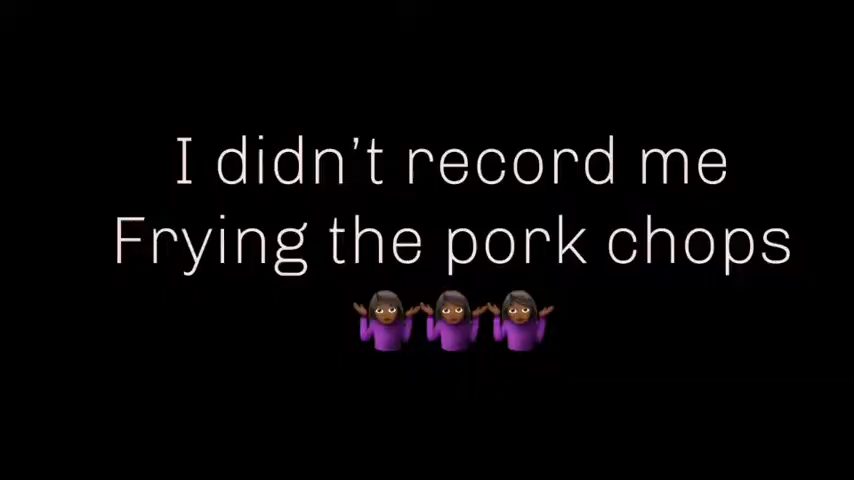 I didn’t record me
Frying the pork chops
🤷🏾‍♀️🤷🏾‍♀️🤷🏾‍♀️